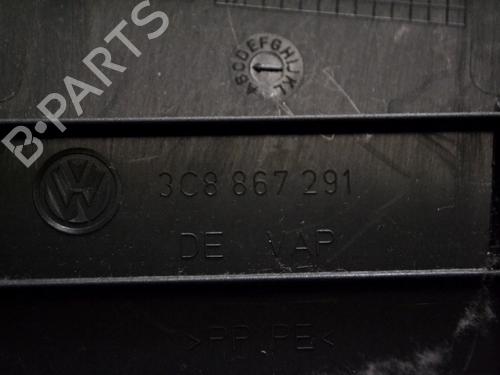 B·PARTS
ABCDEFGHIJKL
3C8 867 291
DE VAP
>PP.PE<